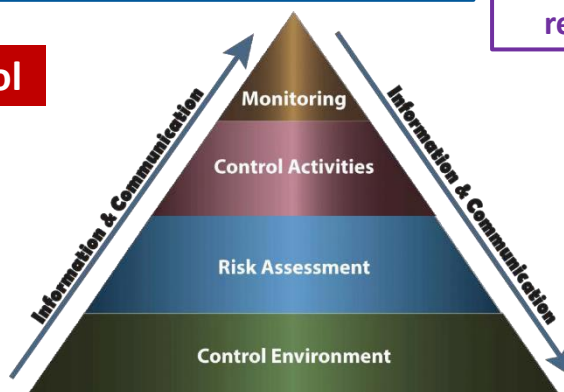 re
ol
Monitoring
Information & Communication
Information & Communication
Control Activities
Risk Assessment
Control Environment